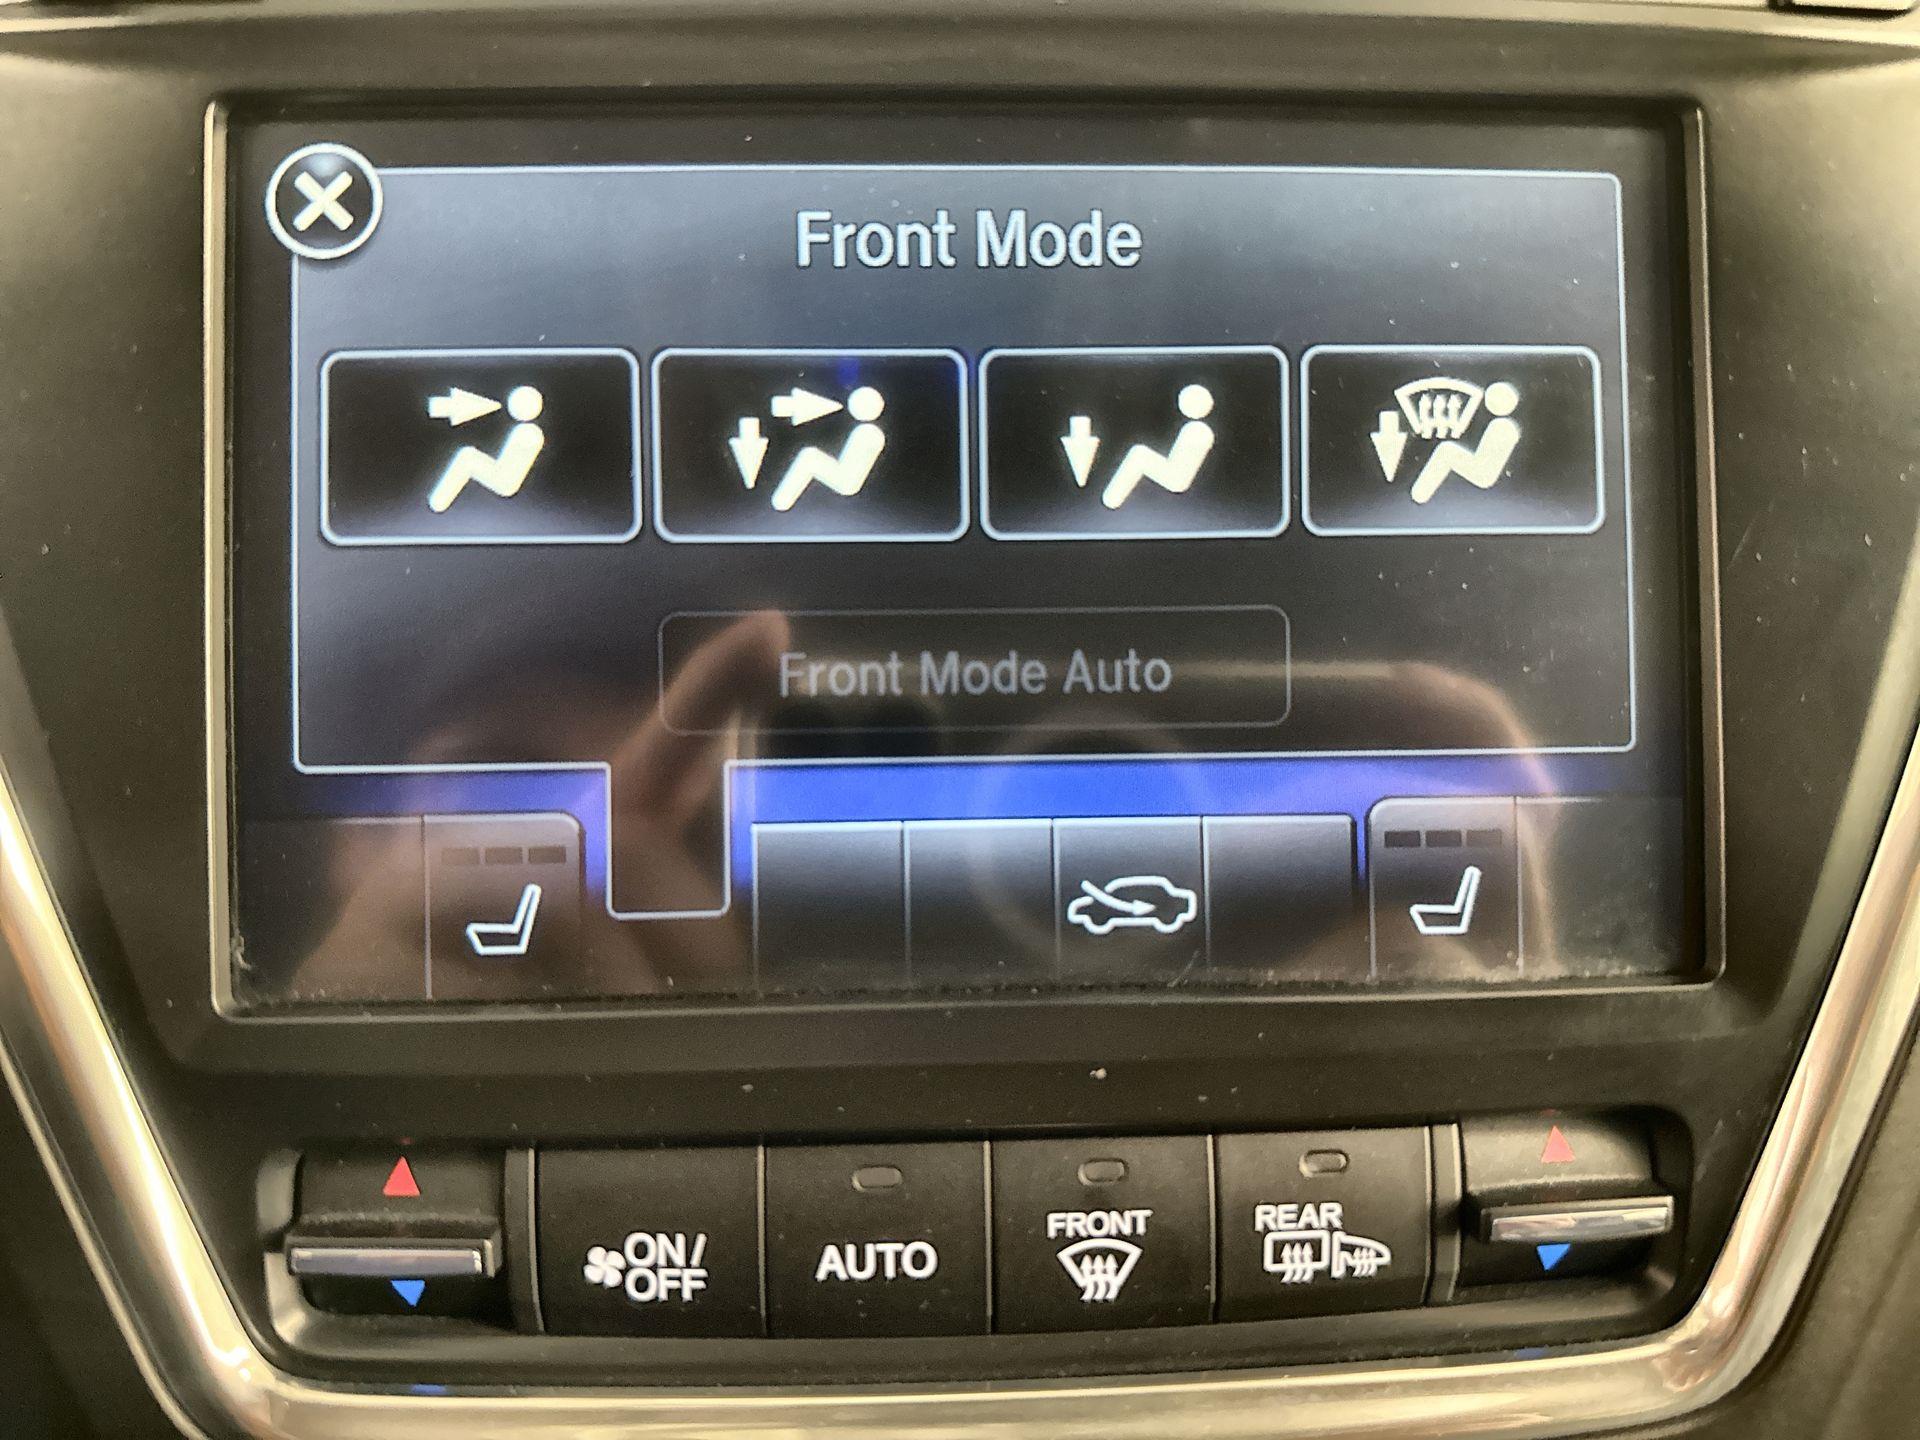 Front Mode
Front Mode Auto
ON/
OFF
AUTO
FRONT
REAR